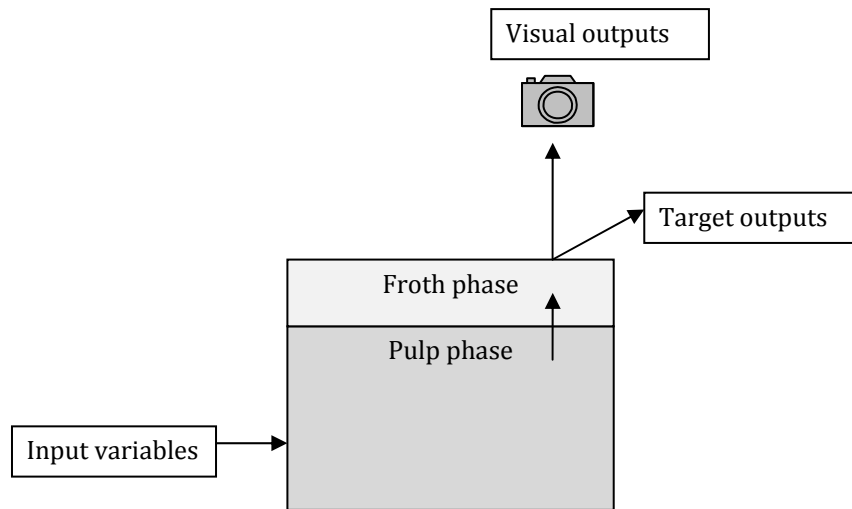 Visual outputs
Target outputs
Froth phase
Pulp phase
Input variables